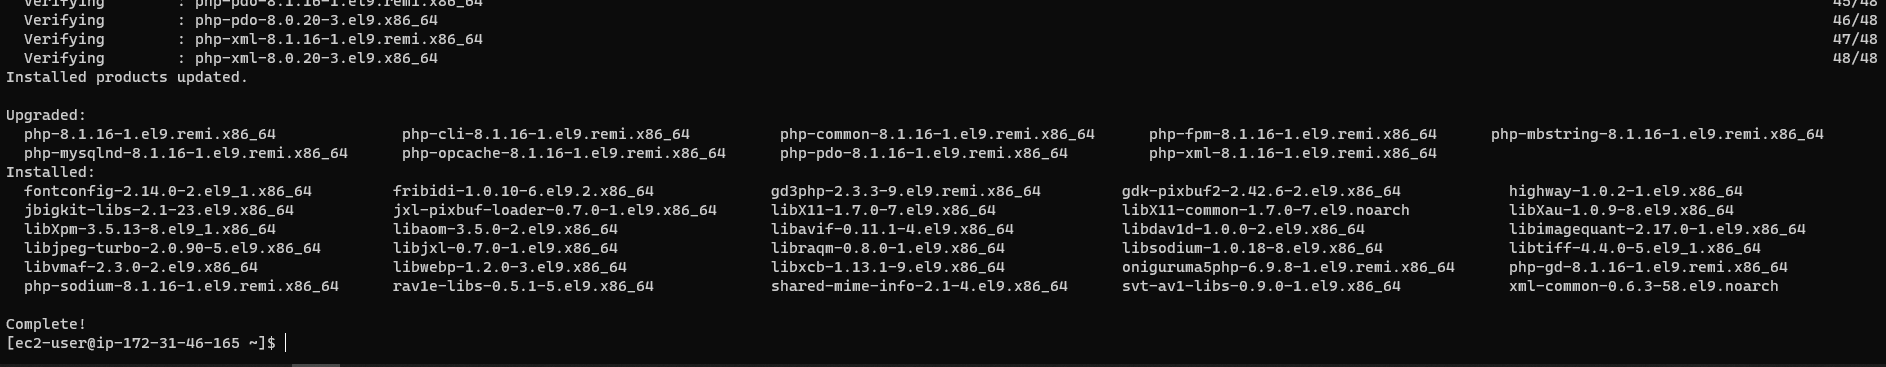 Verifying : php-pdo-8.1.16-1.el9.remi.x86_64 45/48
Verifying : php-pdo-8.0.20-3.el9.x86_64 46/48
Verifying : php-xml-8.1.16-1.el9.remi.x86_64 47/48
Verifying : php-xml-8.0.20-3.el9.x86_64 48/48
Installed products updated.
Upgraded:
php-8.1.16-1.el9.remi.x86_64 php-cli-8.1.16-1.el9.remi.x86_64 php-common-8.1.16-1.el9.remi.x86_64 php-fpm-8.1.16-1.el9.remi.x86_64 php-mbstring-8.1.16-1.el9.remi.x86_64
php-mysqlnd-8.1.16-1.el9.remi.x86_64 php-opcache-8.1.16-1.el9.remi.x86_64 php-pdo-8.1.16-1.el9.remi.x86_64 php-xml-8.1.16-1.el9.remi.x86_64
Installed:
fontconfig-2.14.0-2.el9_1.x86_64 fribidi-1.0.10-6.el9.2.x86_64 gd3php-2.3.3-9.el9.remi.x86_64 gdk-pixbuf2-2.42.6-2.el9.x86_64 highway-1.0.2-1.el9.x86_64
jbigkit-libs-2.1-23.el9.x86_64 jxl-pixbuf-loader-0.7.0-1.el9.x86_64 libX11-1.7.0-7.el9.x86_64 libX11-common-1.7.0-7.el9.noarch libXau-1.0.9-8.el9.x86_64
libXpm-3.5.13-8.el9_1.x86_64 libaom-3.5.0-2.el9.x86_64 libavif-0.11.1-4.el9.x86_64 libdav1d-1.0.0-2.el9.x86_64 libimagequant-2.17.0-1.el9.x86_64
libjpeg-turbo-2.0.90-5.el9.x86_64 libjxl-0.7.0-1.el9.x86_64 libraqm-0.8.0-1.el9.x86_64 libsodium-1.0.18-8.el9.x86_64 libtiff-4.4.0-5.el9_1.x86_64
libvmaf-2.3.0-2.el9.x86_64 libwebp-1.2.0-3.el9.x86_64 libxcb-1.13.1-9.el9.x86_64 oniguruma5php-6.9.8-1.el9.remi.x86_64 php-gd-8.1.16-1.el9.remi.x86_64
php-sodium-8.1.16-1.el9.remi.x86_64 rav1e-libs-0.5.1-5.el9.x86_64 shared-mime-info-2.1-4.el9.x86_64 svt-av1-libs-0.9.0-1.el9.x86_64 xml-common-0.6.3-58.el9.noarch
Complete!
[ec2-user@ip-172-31-46-165 ~]$